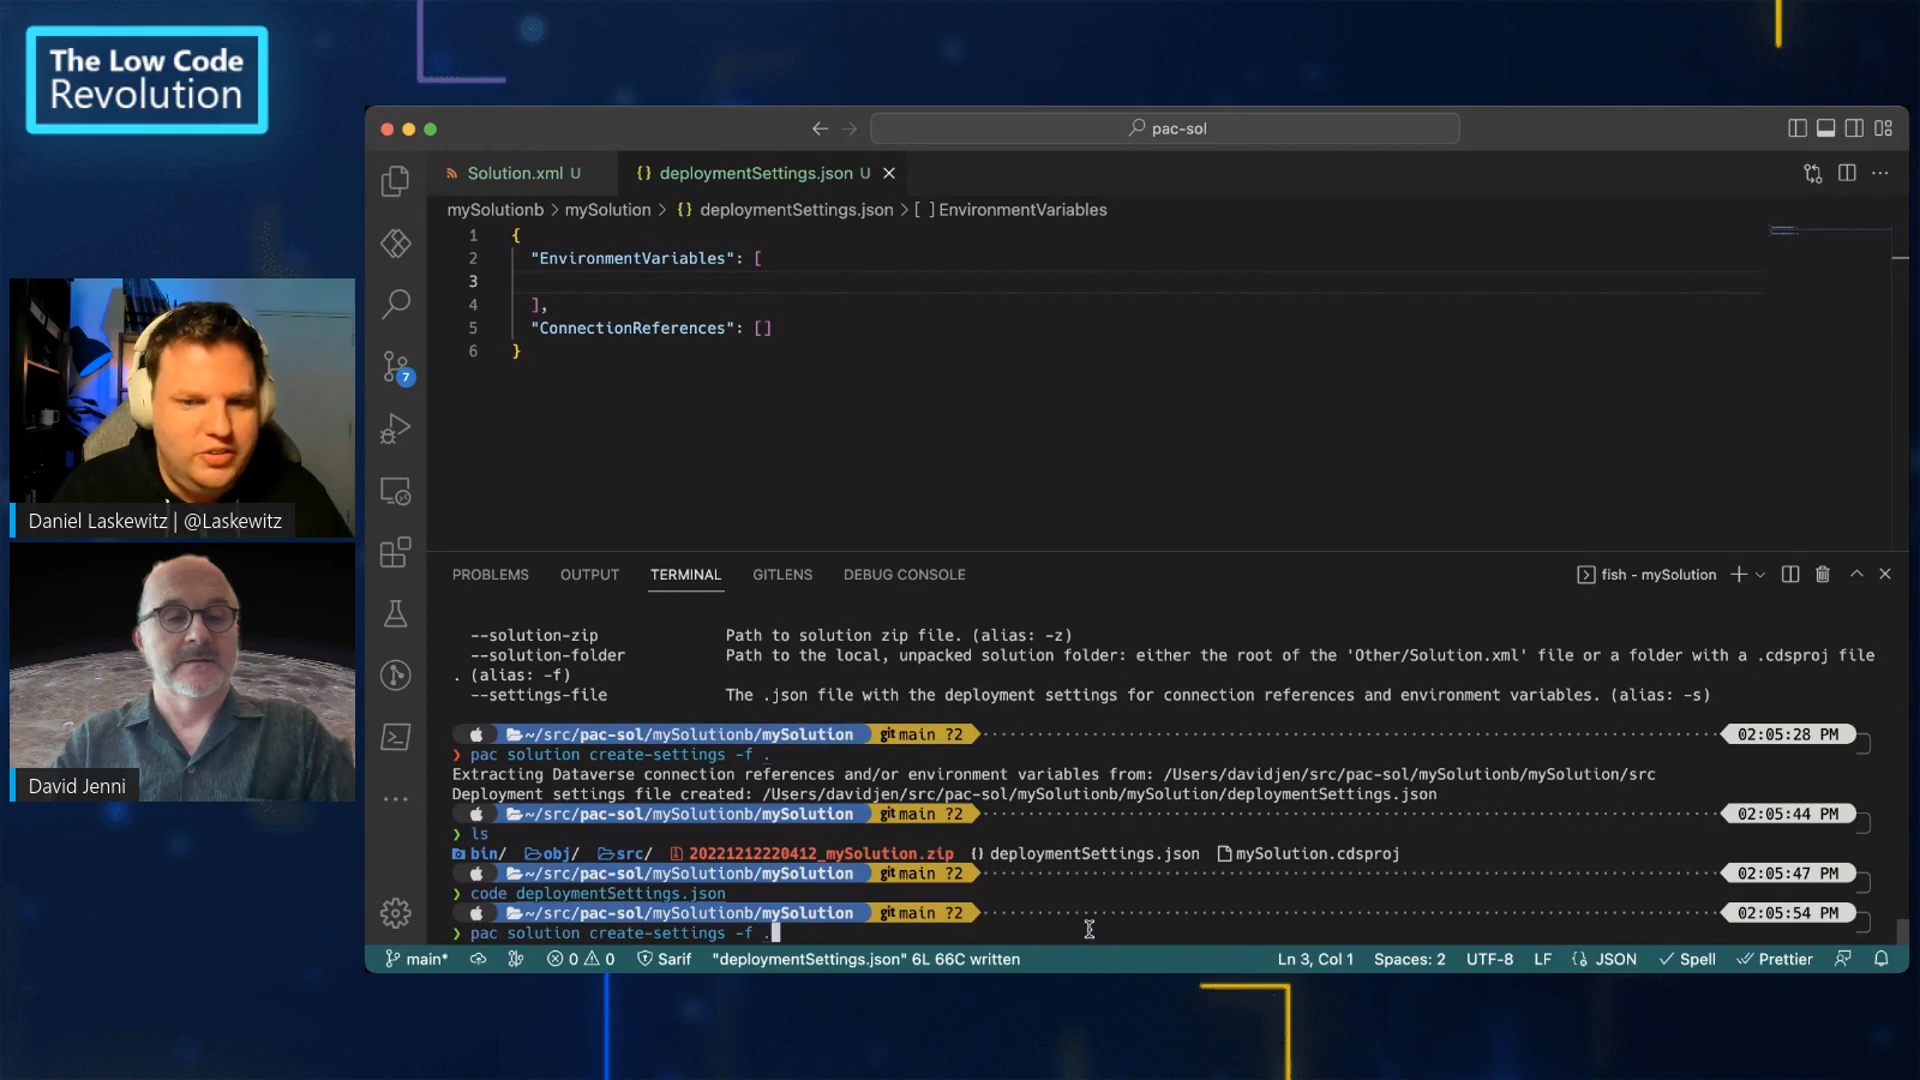 The Low Code
Revolution
pac-sol
Solution.xml U
{} deploymentSettings.json U
mySolutionb > mySolution > {} deploymentSettings.json > [ ] EnvironmentVariables
1 {
2 "EnvironmentVariables": [
3
4 ],
5 "ConnectionReferences": []
6 }
7
Daniel Laskewitz | @Laskewitz
David Jenni
PROBLEMS OUTPUT TERMINAL GITLENS DEBUG CONSOLE
fish - mySolution
--solution-zip Path to solution zip file. (alias: -z)
--solution-folder Path to the local, unpacked solution folder: either the root of the 'Other/Solution.xml' file or a folder with a .cdsproj file
. (alias: -f)
--settings-file The .json file with the deployment settings for connection references and environment variables. (alias: -s)
~/src/pac-sol/mySolutionb/mySolution git main ?2 02:05:28 PM
❯ pac solution create-settings -f .
Extracting Dataverse connection references and/or environment variables from: /Users/davidjen/src/pac-sol/mySolutionb/mySolution/src
Deployment settings file created: /Users/davidjen/src/pac-sol/mySolutionb/mySolution/deploymentSettings.json
~/src/pac-sol/mySolutionb/mySolution git main ?2 02:05:44 PM
❯ ls
bin/ obj/ src/ 20221212220412_mySolution.zip {} deploymentSettings.json mySolution.cdsproj
~/src/pac-sol/mySolutionb/mySolution git main ?2 02:05:47 PM
❯ code deploymentSettings.json
~/src/pac-sol/mySolutionb/mySolution git main ?2 02:05:54 PM
❯ pac solution create-settings -f .
main* 0 0 Sarif "deploymentSettings.json" 6L 66C written Ln 3, Col 1 Spaces: 2 UTF-8 LF {} JSON Spell Prettier